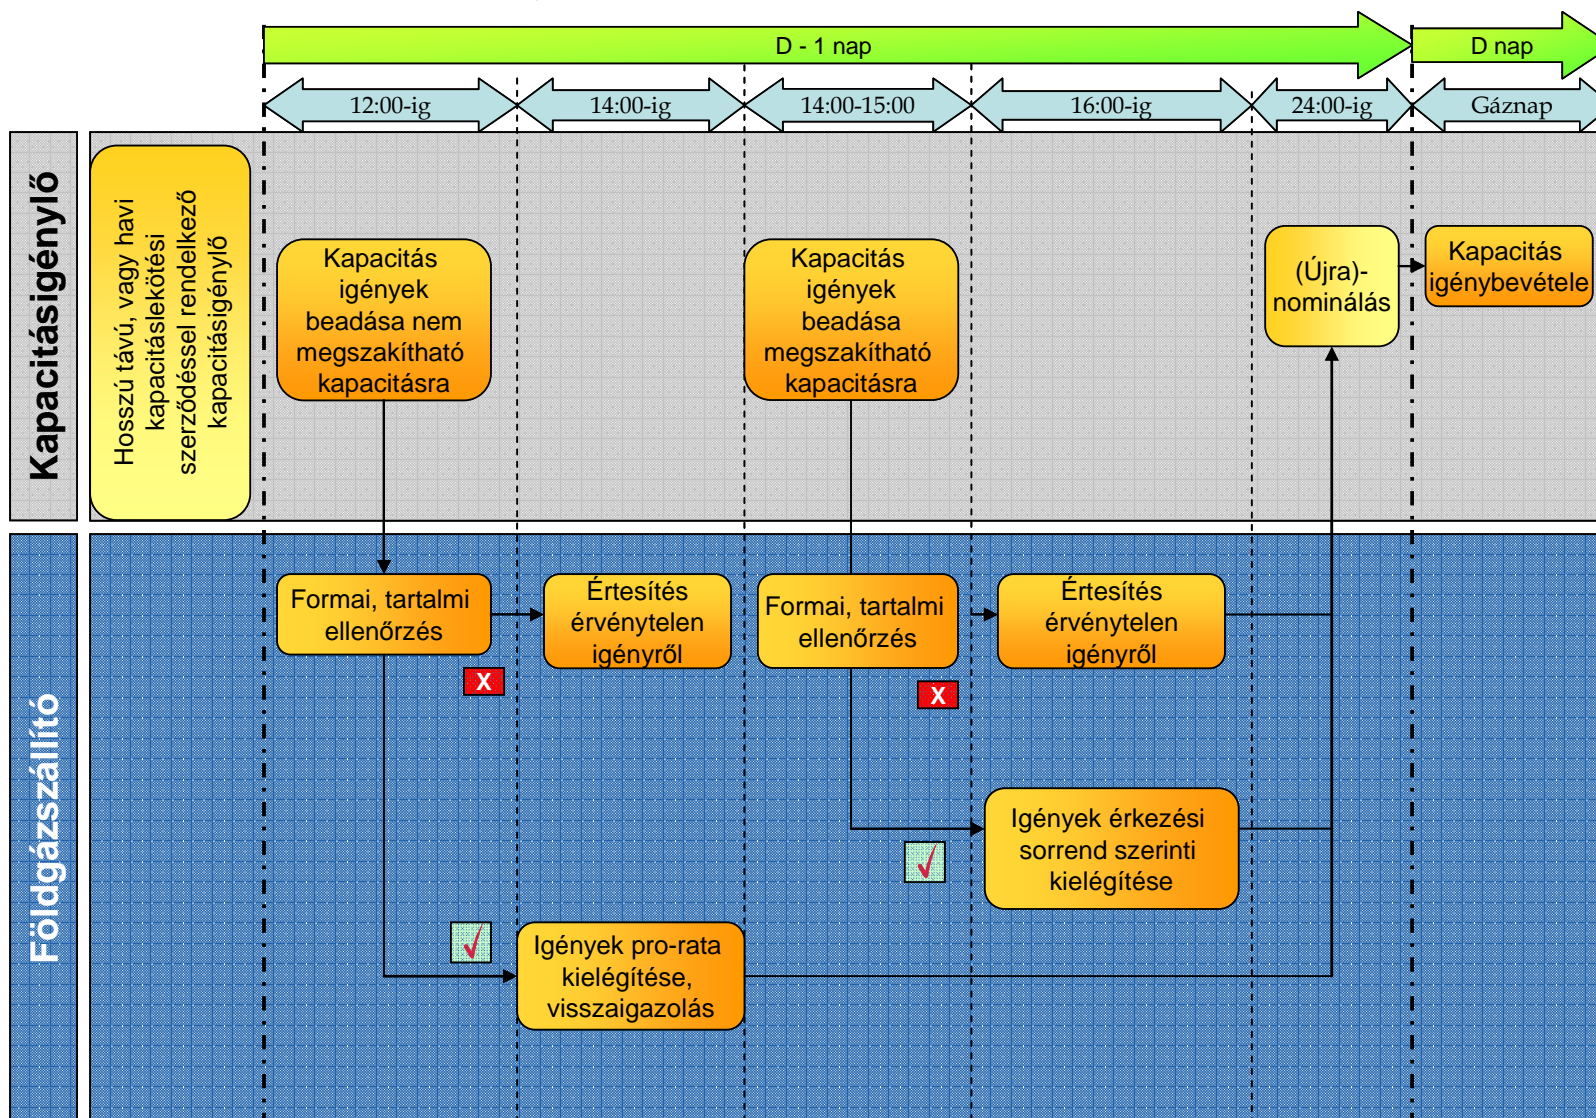 D - 1 nap
D nap
12:00-ig
14:00-ig
14:00-15:00
16:00-ig
24:00-ig
Gáznap
Kapacitásigénylő
Hosszú távú, vagy havi
kapacitáslekötési
szerződéssel rendelkező
kapacitásigénylő
Kapacitás
igények
beadása nem
megszakítható
kapacitásra
Kapacitás
igények
beadása
megszakítható
kapacitásra
(Újra)-
nominálás
Kapacitás
igénybevétele
Földgázszállító
Formai, tartalmi
ellenőrzés
X
Értesítés
érvénytelen
igényről
Formai, tartalmi
ellenőrzés
X
Értesítés
érvénytelen
igényről
Igények érkezési
sorrend szerinti
kielégítése
Igények pro-rata
kielégítése,
visszaigazolás